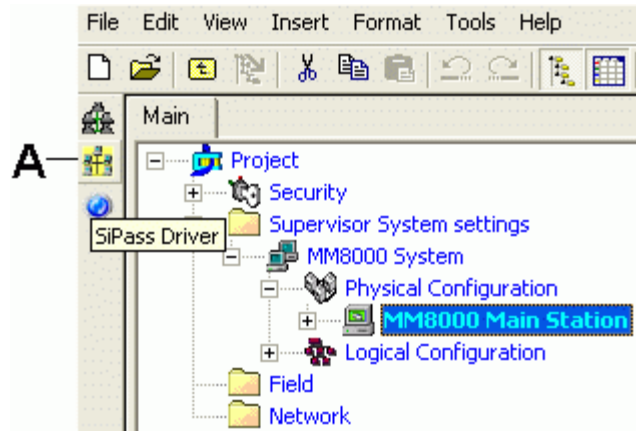 File Edit View Insert Format Tools Help
Main
A
Project
Security
SiPass Driver
Supervisor System settings
MM8000 System
Physical Configuration
MM8000 Main Station
Logical Configuration
Field
Network